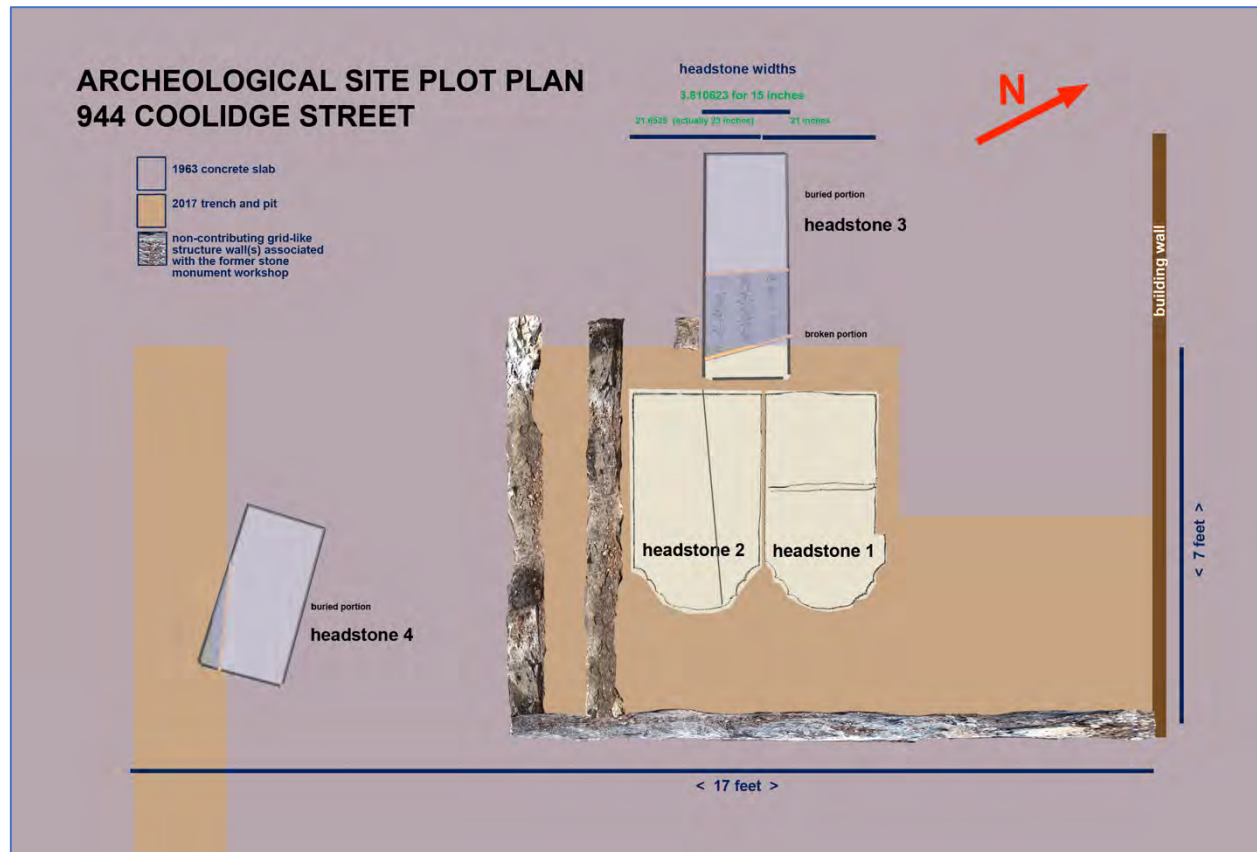 ARCHEOLOGICAL SITE PLOT PLAN
944 COOLIDGE STREET
1963 concrete slab
2017 trench and pit
non-contributing grid-like
structure wall(s) associated
with the former stone
monument workshop
headstone widths
3.810623 for 15 inches
(actually 23 inches)
21 inches
N
buried portion
headstone 3
broken portion
building wall
headstone 2
headstone 1
buried portion
headstone 4
< 7 feet >
< 17 feet >